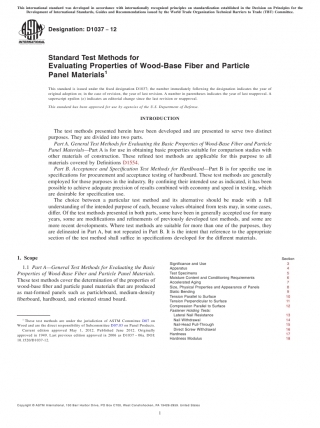 This international standard was developed in accordance with internationally recognized principles on standardization established in the Decision on Principles for the
Development of International Standards, Guides and Recommendations issued by the World Trade Organization Technical Barriers to Trade (TBT) Committee.
Designation: D1037 − 12
Standard Test Methods for
Evaluating Properties of Wood-Base Fiber and Particle
Panel Materials1
This standard is issued under the fixed designation D1037; the number immediately following the designation indicates the year of
original adoption or, in the case of revision, the year of last revision. A number in parentheses indicates the year of last reapproval. A
superscript epsilon (ε) indicates an editorial change since the last revision or reapproval.
This standard has been approved for use by agencies of the U.S. Department of Defense.
INTRODUCTION
The test methods presented herein have been developed and are presented to serve two distinct
purposes. They are divided into two parts.
Part A. General Test Methods for Evaluating the Basic Properties of Wood-Base Fiber and Particle
Panel Materials—Part A is for use in obtaining basic properties suitable for comparison studies with
other materials of construction. These refined test methods are applicable for this purpose to all
materials covered by Definitions D1554.
Part B. Acceptance and Specification Test Methods for Hardboard—Part B is for specific use in
specifications for procurement and acceptance testing of hardboard. These test methods are generally
employed for those purposes in the industry. By confining their intended use as indicated, it has been
possible to achieve adequate precision of results combined with economy and speed in testing, which
are desirable for specification use.
The choice between a particular test method and its alternative should be made with a full
understanding of the intended purpose of each, because values obtained from tests may, in some cases,
differ. Of the test methods presented in both parts, some have been in generally accepted use for many
years, some are modifications and refinements of previously developed test methods, and some are
more recent developments. Where test methods are suitable for more than one of the purposes, they
are delineated in Part A, but not repeated in Part B. It is the intent that reference to the appropriate
section of the test method shall suffice in specifications developed for the different materials.
1. Scope
1.1 Part A—General Test Methods for Evaluating the Basic
Properties of Wood-Base Fiber and Particle Panel Materials.
These test methods cover the determination of the properties of
wood-base fiber and particle panel materials that are produced
as mat-formed panels such as particleboard, medium-density
fiberboard, hardboard, and oriented strand board.
1 These test methods are under the jurisdiction of ASTM Committee D07 on
Wood and are the direct responsibility of Subcommittee D07.03 on Panel Products.
Current edition approved May 1, 2012. Published June 2012. Originally
Section
Significance and Use 3
Apparatus 4
Test Specimens 5
Moisture Content and Conditioning Requirements 6
Accelerated Aging 7
Size, Physical Properties and Appearance of Panels 8
Static Bending 9
Tension Parallel to Surface 10
Tension Perpendicular to Surface 11
Compression Parallel to Surface 12
Fastener Holding Tests:
Lateral Nail Resistance 13
Nail Withdrawal 14
Nail-Head Pull-Through 15
Direct Screw Withdrawal 16
Hardness 17
Hardness Modulus 18
Copyright © ASTM International, 100 Barr Harbor Drive, PO Box C700, West Conshohocken, PA 19428-2959. United States
1